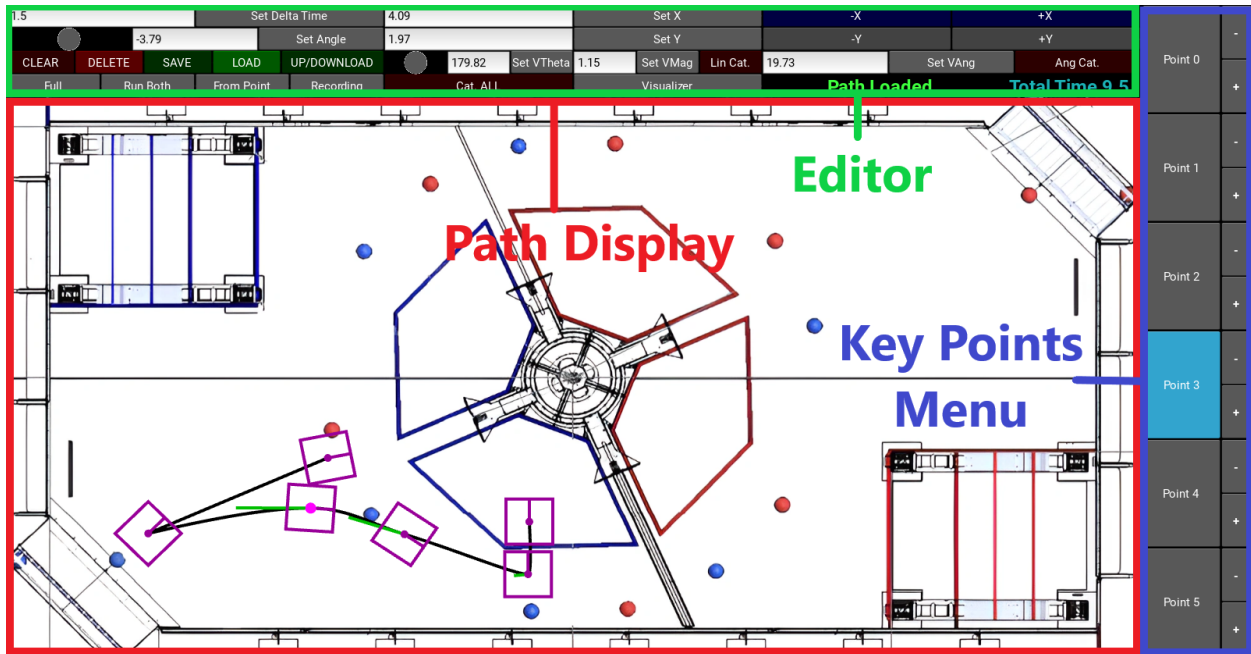 1.5 Set Delta Time 4.09 Set X -X +X
-3.79 Set Angle 1.97 Set Y -Y +Y
CLEAR DELETE SAVE LOAD UP/DOWNLOAD 179.82 Set VTheta 1.15 Set VMag Lin Cat. 19.73 Set VAng Ang Cat.
Full Run Both From Point Recording Cat. ALL Visualizer Path Loaded Total Time 9.5
Editor
Path Display
Key Points
Menu
Point 0 - +
Point 1 - +
Point 2 - +
Point 3 - +
Point 4 - +
Point 5 - +